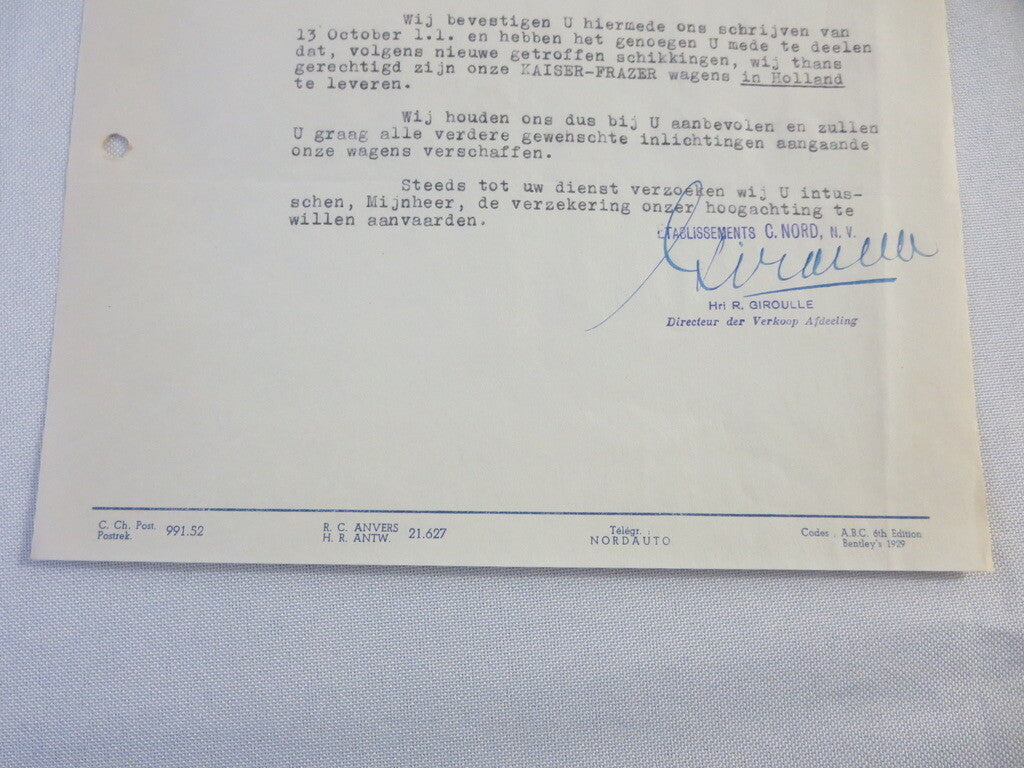 Wij bevestigen U hiermede ons schrijven van
13 October l.l. en hebben het genoegen U mede te deelen
dat, volgens nieuwe getroffen schikkingen, wij thans
gerechtigd zijn onze KAISER-FRAZER wagens in Holland
te leveren.
Wij houden ons dus bij U aanbevolen en zullen
U graag alle verdere gewenschte inlichtingen aangaande
onze wagens verschaffen.
Steeds tot uw dienst verzoeken wij U intus-
schen, Mijnheer, de verzekering onzer hoogachting te
willen aanvaarden.
ETABLISSEMENTS C. NORD, N. V.
Giroulle
Hri R. GIROULLE
Directeur der Verkoop Afdeeling
C. Ch. Post. 991.52 R. C. ANVERS 21.627 Télégr. : Codes : A.B.C. 6th Edition
Postrek. H. R. ANTW. NORDAUTO Bentley's 1929